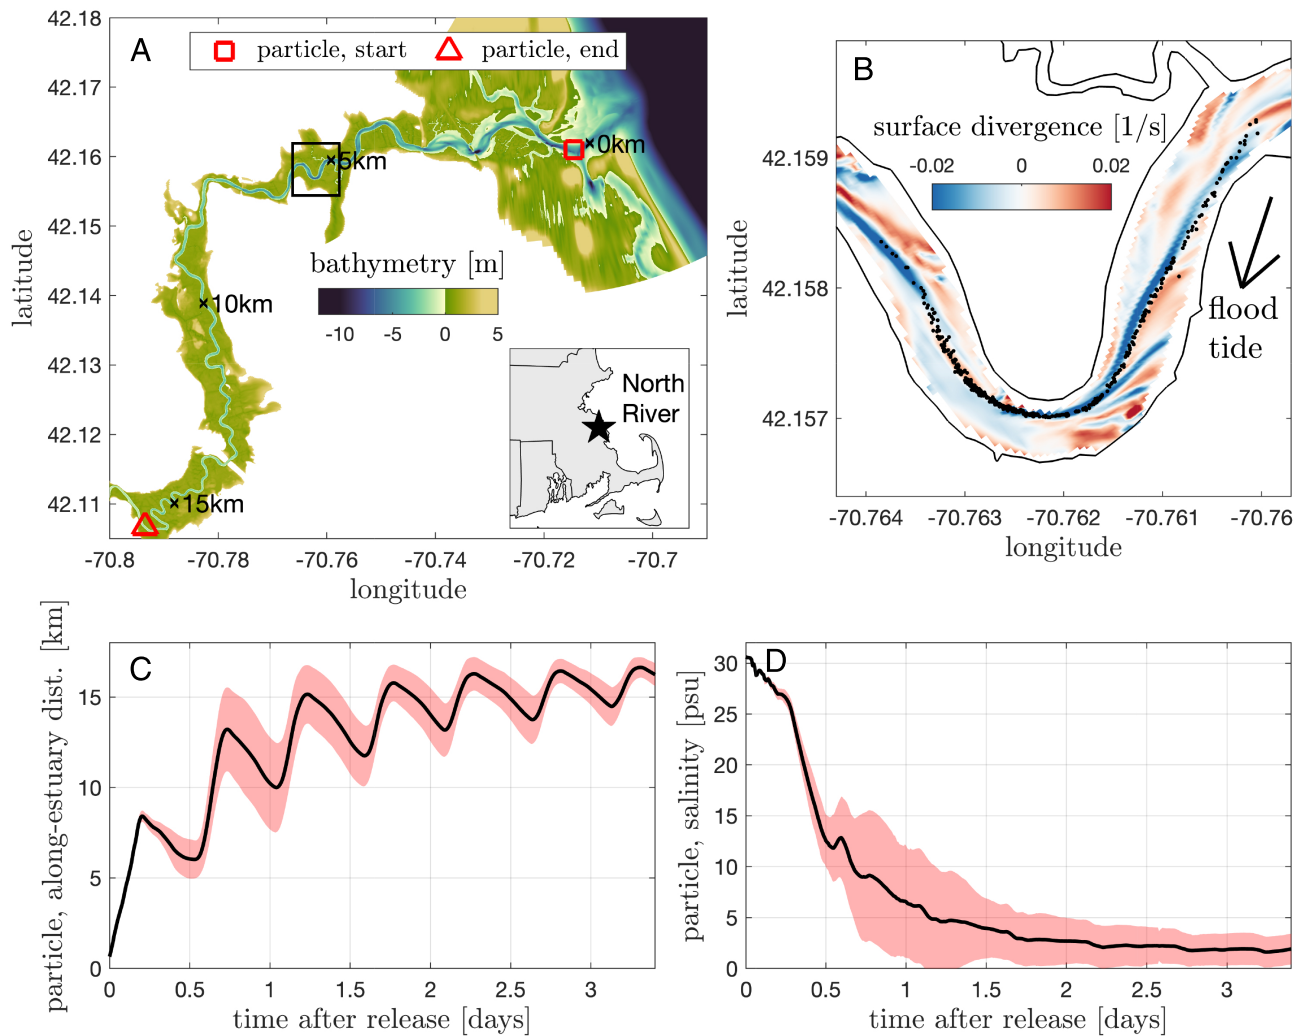 A
particle, start
particle, end
42.18
42.17
42.16
42.15
42.14
42.13
42.12
42.11
latitude
0km
5km
10km
15km
bathymetry [m]
-10
-5
0
5
North
River
-70.8
-70.78
-70.76
-70.74
-70.72
-70.7
longitude
B
surface divergence [1/s]
-0.02
0
0.02
flood
tide
42.159
42.158
42.157
latitude
-70.764
-70.763
-70.762
-70.761
-70.76
longitude
C
particle, along-estuary dist. [km]
15
10
5
0
0
0.5
1
1.5
2
2.5
3
time after release [days]
D
particle, salinity [psu]
30
25
20
15
10
5
0
0
0.5
1
1.5
2
2.5
3
time after release [days]